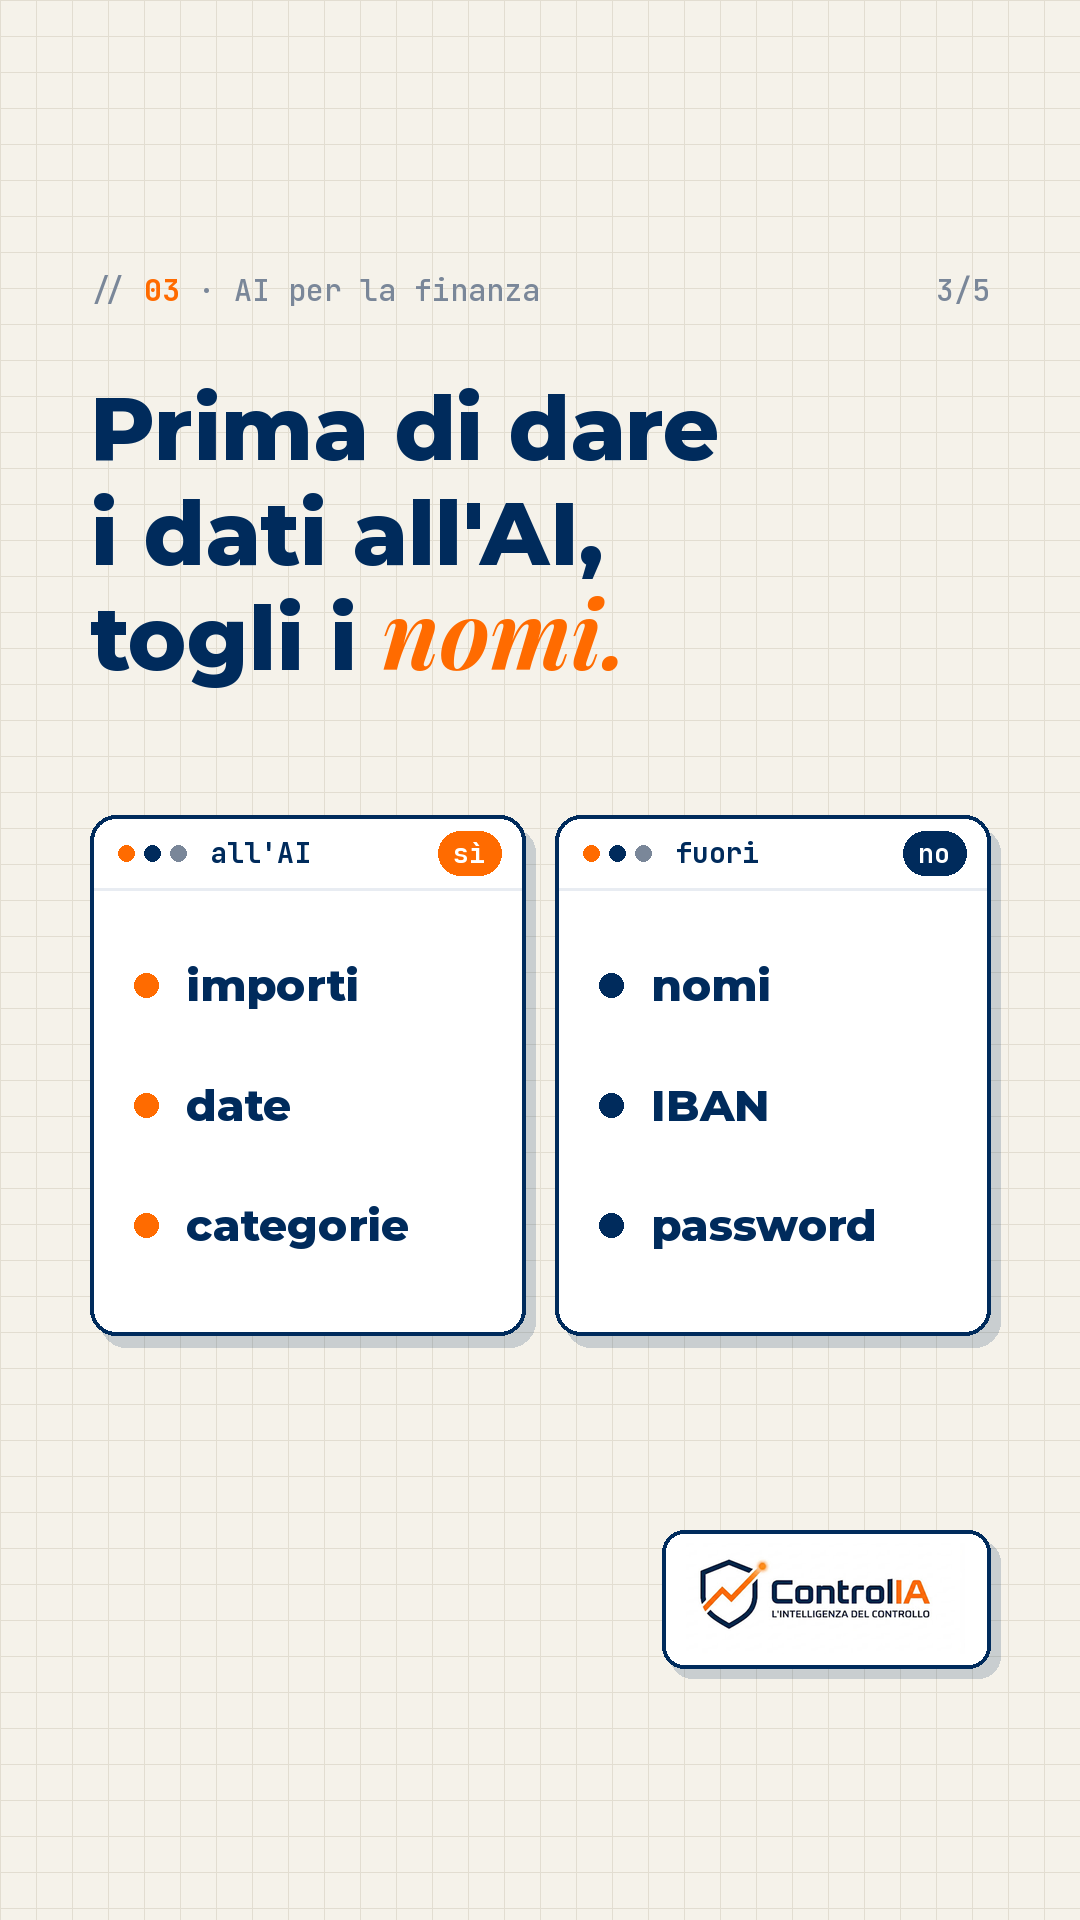 // 03 · AI per la finanza
3/5
Prima di dare
i dati all'AI,
togli i nomi.
all'AI
sì
importi
date
categorie
fuori
no
nomi
IBAN
password
ControlIA
L'INTELLIGENZA DEL CONTROLLO